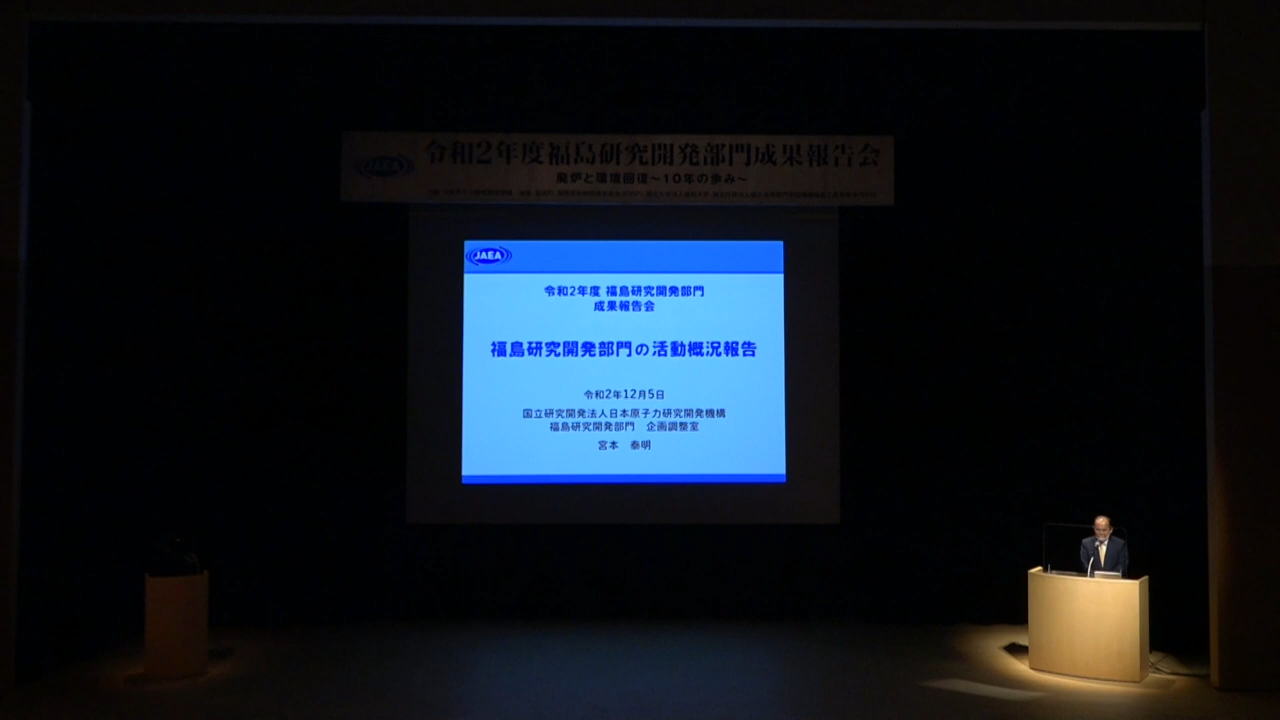 JAEA
令和2年度福島研究開発部門成果報告会
廃炉と環境回復~10年の歩み~
JAEA
令和2年度 福島研究開発部門
成果報告会
福島研究開発部門の活動概況報告
令和2年12月5日
国立研究開発法人日本原子力研究開発機構
福島研究開発部門 企画調整室
宮本 泰明